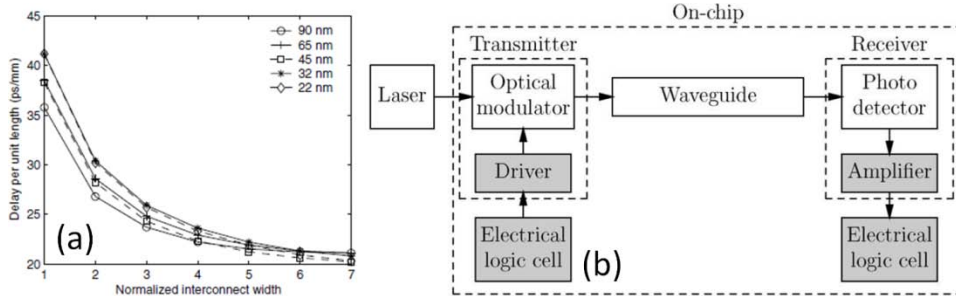 Delay per unit length (ps/mm)
45
40
35
30
25
20
1 2 3 4 5 6 7
Normalized interconnect width
90 nm
65 nm
45 nm
32 nm
22 nm
(a)
On-chip
Transmitter
Receiver
Laser
Optical
modulator
Waveguide
Photo
detector
Driver
Amplifier
Electrical
logic cell
(b)
Electrical
logic cell